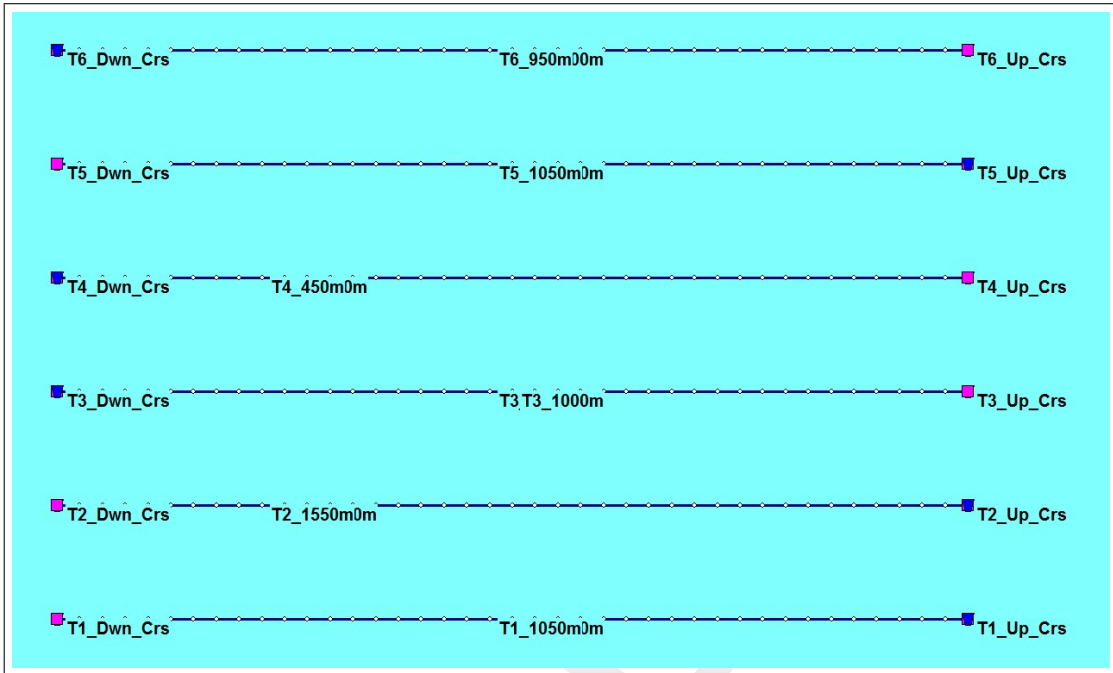 T6_Dwn_Crs T6_950m00m T6_Up_Crs
T5_Dwn_Crs T5_1050m0m T5_Up_Crs
T4_Dwn_Crs T4_450m0m T4_Up_Crs
T3_Dwn_Crs T3 T3_1000m T3_Up_Crs
T2_Dwn_Crs T2_1550m0m T2_Up_Crs
T1_Dwn_Crs T1_1050m0m T1_Up_Crs